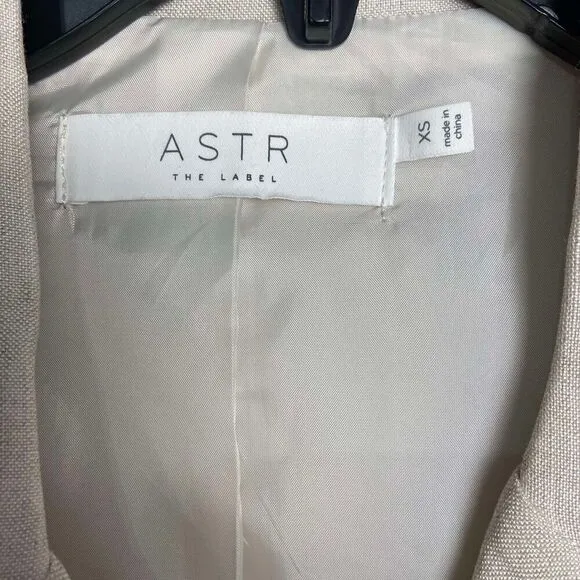 ASTR
THE LABEL
XS
made in
china